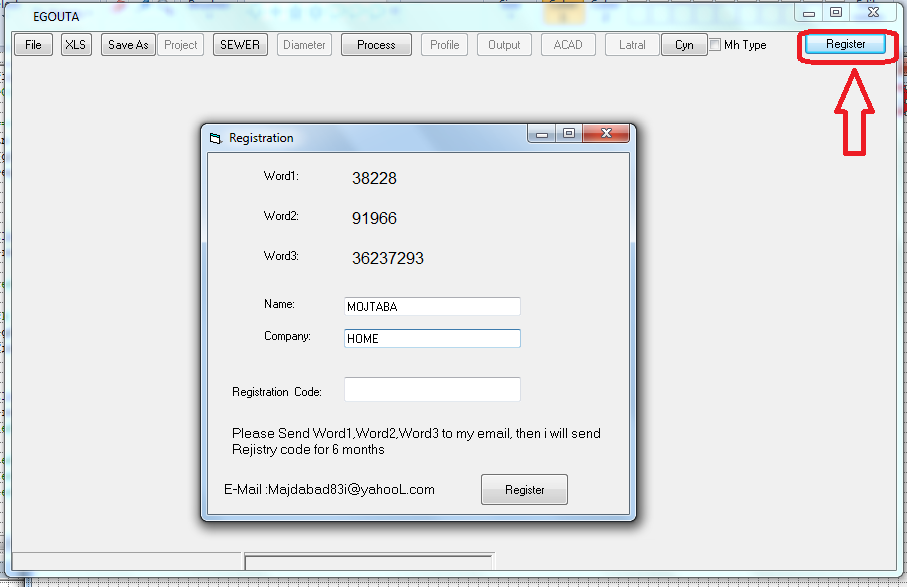 EGOUTA
File XLS Save As Project SEWER Diameter Process Profile Output ACAD Latral Cyn Mh Type Register
Registration
Word1: 38228
Word2: 91966
Word3: 36237293
Name: MOJTABA
Company: HOME
Registration Code:
Please Send Word1,Word2,Word3 to my email, then i will send
Rejistry code for 6 months
E-Mail :Majdabad83i@yahooL.com Register